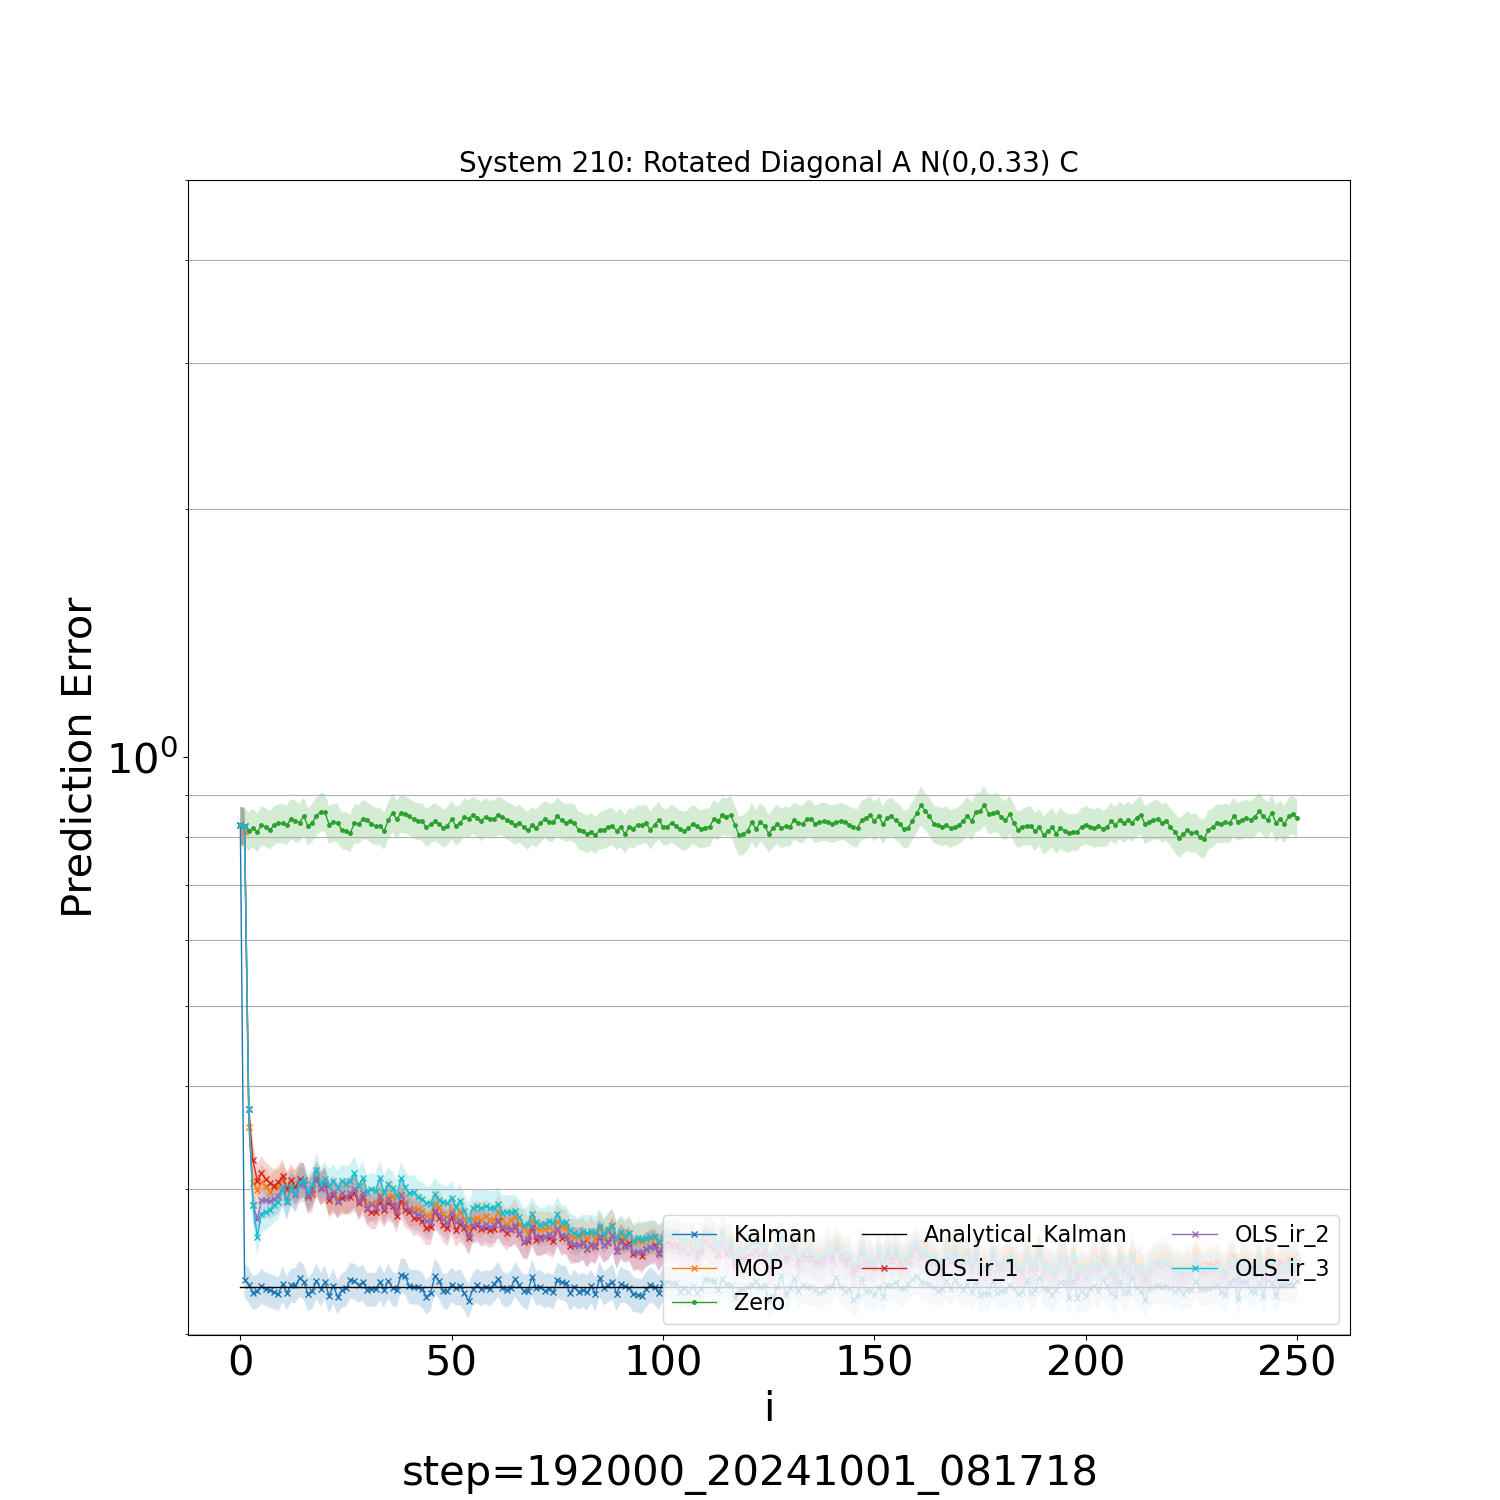 System 210: Rotated Diagonal A N(0,0.33) C
Prediction Error
10⁰
Kalman
MOP
Zero
Analytical_Kalman
OLS_ir_1
OLS_ir_2
OLS_ir_3
0 50 100 150 200 250
i
step=192000_20241001_081718